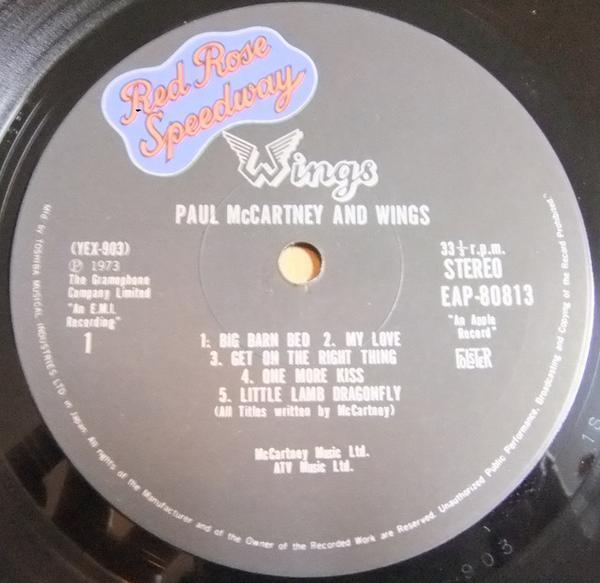 Red Rose
Speedway
Wings
PAUL McCARTNEY AND WINGS
(YEX-903)
Ⓟ 1973
The Gramophone
Company Limited
"An E.M.I.
Recording"
1
33⅓ r.p.m.
STEREO
EAP-80813
"An Apple
Record"
1. BIG BARN BED 2. MY LOVE
3. GET ON THE RIGHT THING
4. ONE MORE KISS
5. LITTLE LAMB DRAGONFLY
(All Titles written by McCartney)
McCartney Music Ltd.
ATV Music Ltd.
Mfd by TOSHIBA MUSICAL INDUSTRIES LTD. in Japan. All rights of the Manufacturer and of the Owner of the Recorded Work are Reserved. Unauthorized Public Performance, Broadcasting and Copying of the Record Prohibited.
903